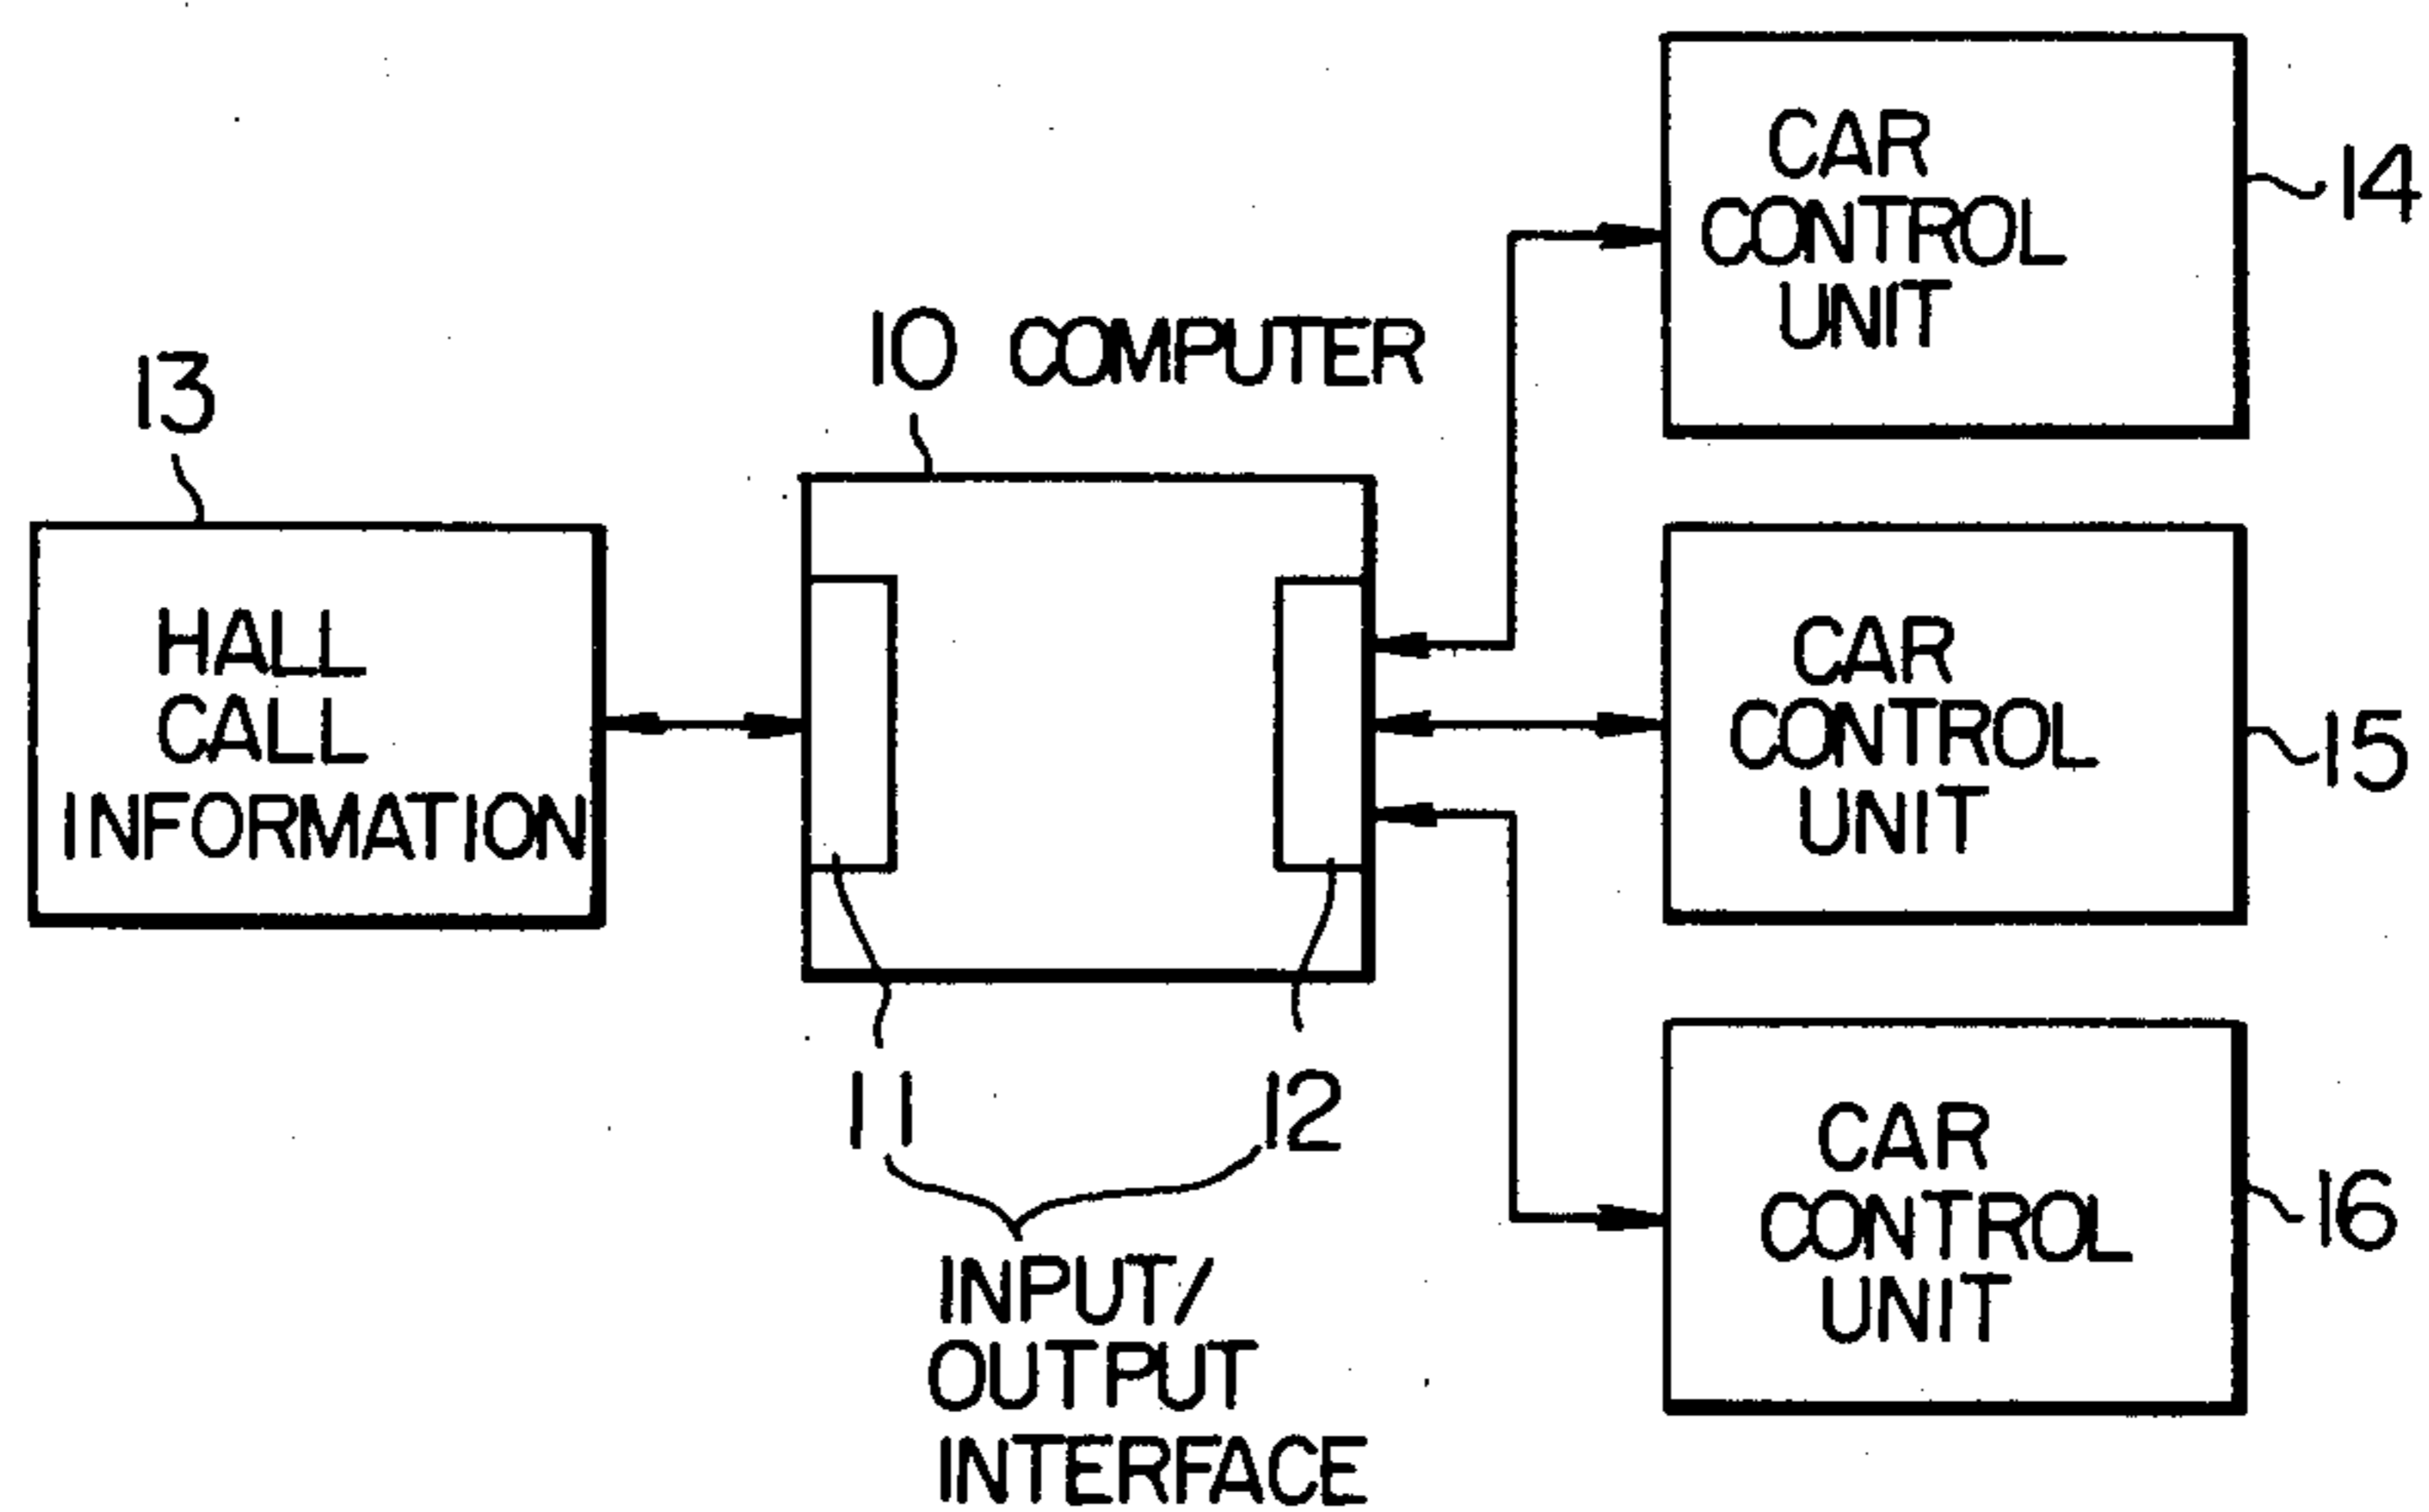 13
HALL
CALL
INFORMATION
10 COMPUTER
11
12
INPUT/
OUTPUT
INTERFACE
CAR
CONTROL
UNIT
14
CAR
CONTROL
UNIT
15
CAR
CONTROL
UNIT
16